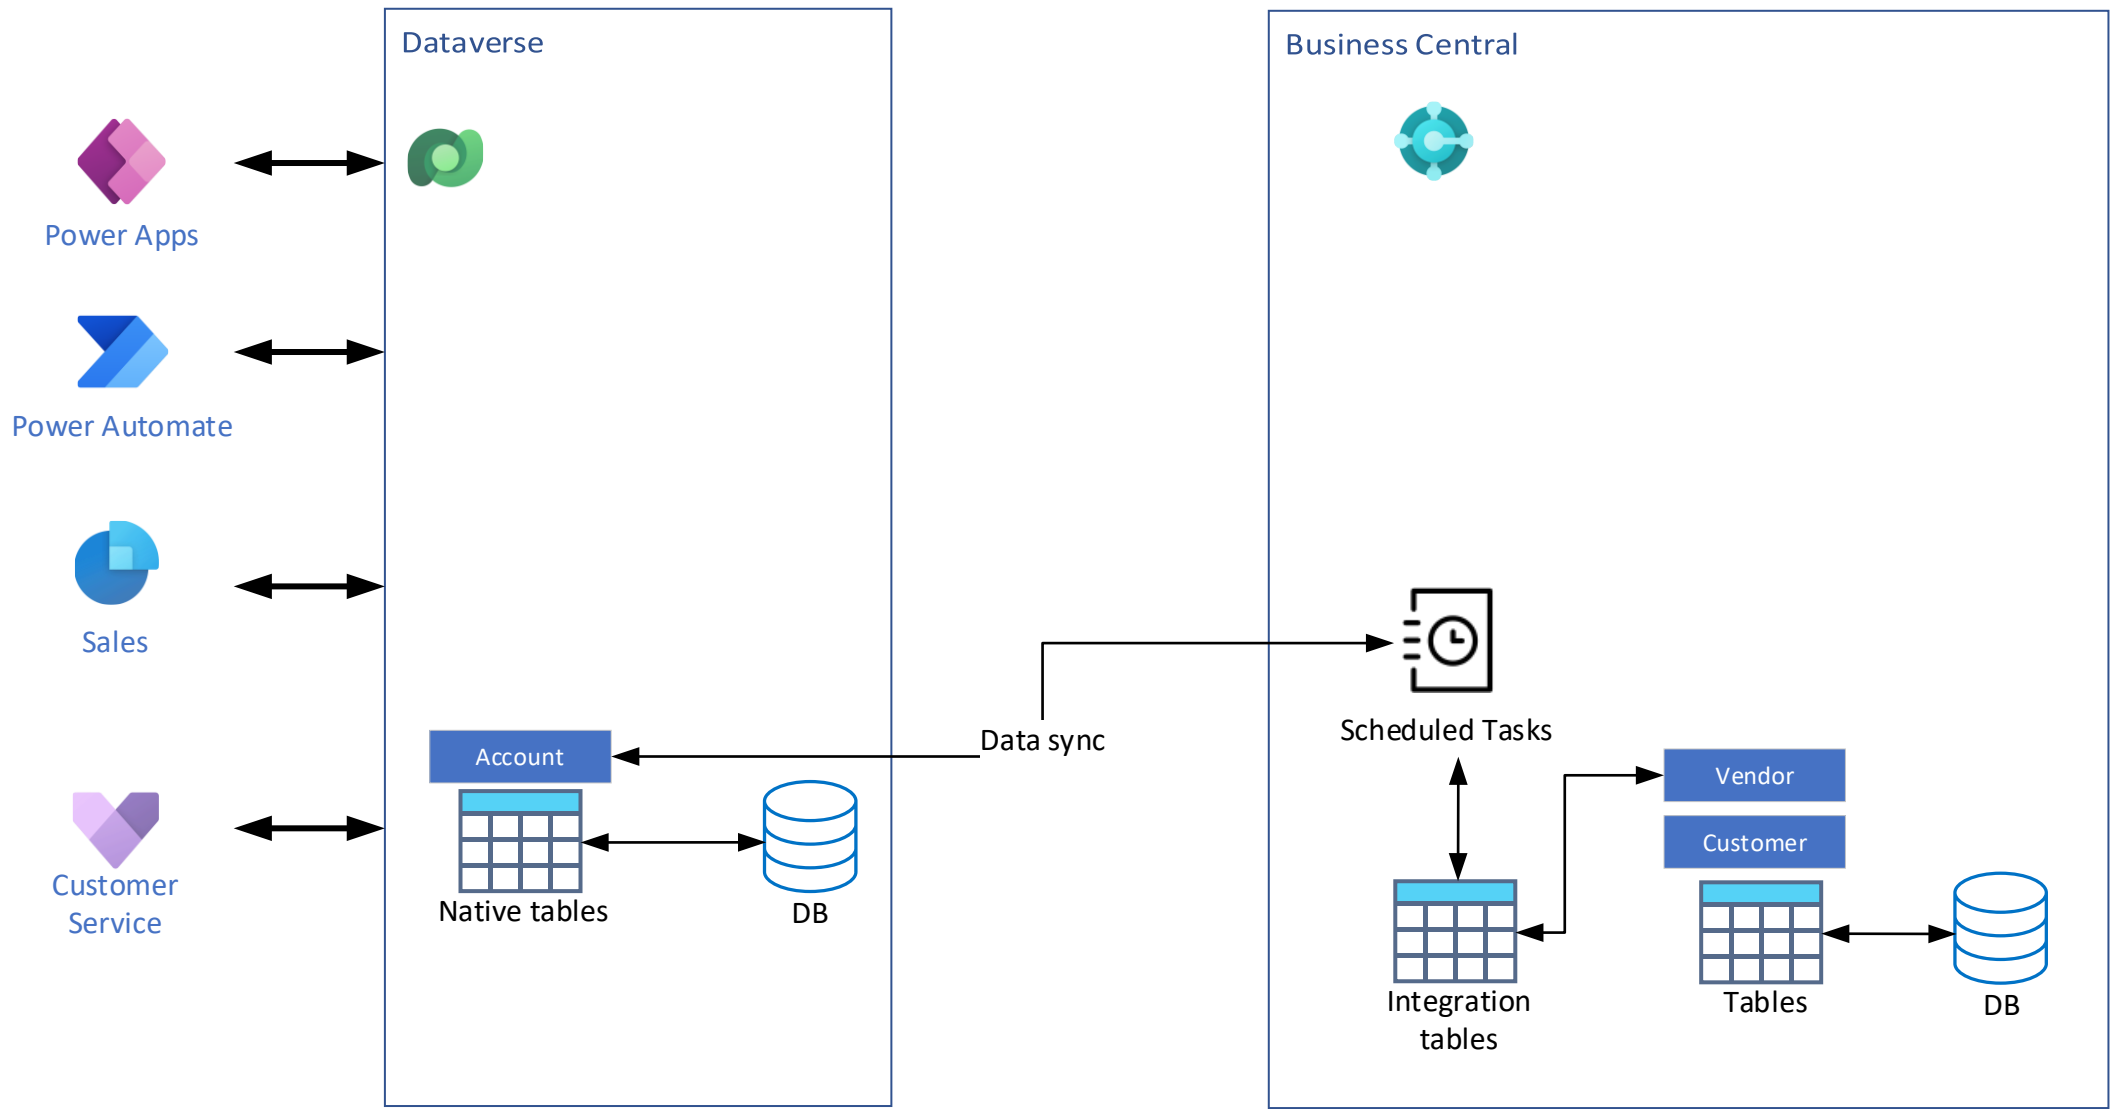 Dataverse
Business Central
Power Apps
Power Automate
Sales
Customer
Service
Account
Native tables
DB
Data sync
Scheduled Tasks
Vendor
Customer
Integration
tables
Tables
DB